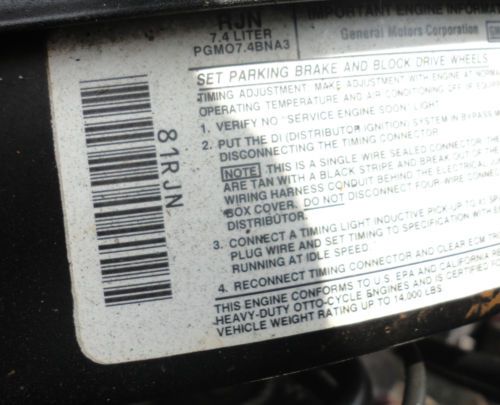 RJN
7.4 LITER
PGMO7.4BNA3
IMPORTANT ENGINE
General Motors Corporation
SET PARKING BRAKE AND BLOCK DRIVE WHEELS
TIMING ADJUSTMENT: MAKE ADJUSTMENT WITH ENGINE AT NORMAL
OPERATING TEMPERATURE AND AIR CONDITIONING OFF IF
1. VERIFY NO "SERVICE ENGINE SOON" LIGHT.
2. PUT THE DI (DISTRIBUTOR IGNITION) SYSTEM IN BYPASS
DISCONNECTING THE TIMING CONNECTOR.
NOTE THIS IS A SINGLE WIRE SEALED CONNECTOR
ARE TAN WITH A BLACK STRIPE AND BREAK OUT OF THE
WIRING HARNESS CONDUIT BEHIND THE ELECTRICAL
BOX COVER. DO NOT DISCONNECT FOUR WIRE
DISTRIBUTOR.
3. CONNECT A TIMING LIGHT (INDUCTIVE PICK UP)
PLUG WIRE AND SET TIMING TO SPECIFICATION WITH
RUNNING AT IDLE SPEED.
4. RECONNECT TIMING CONNECTOR AND CLEAR ECM
THIS ENGINE CONFORMS TO U.S. EPA AND CALIFORNIA
HEAVY-DUTY OTTO-CYCLE ENGINES AND IS CERTIFIED
VEHICLE WEIGHT RATING UP TO 14,000 LBS
81RJN